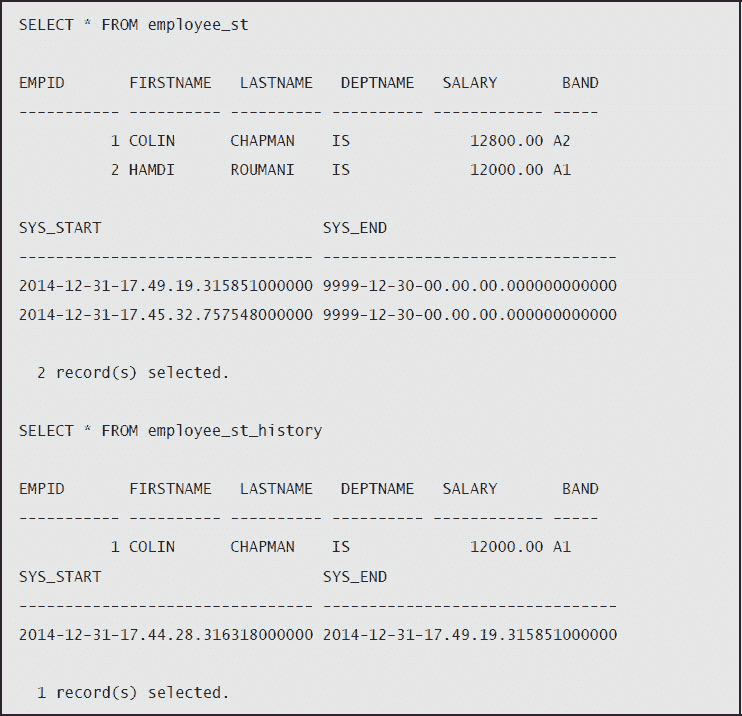 SELECT * FROM employee_st
EMPID       FIRSTNAME   LASTNAME   DEPTNAME   SALARY       BAND
----------- ---------- ---------- ---------- ------------ -----
          1 COLIN      CHAPMAN    IS             12800.00 A2
          2 HAMDI      ROUMANI    IS             12000.00 A1
SYS_START                        SYS_END
-------------------------------- --------------------------------
2014-12-31-17.49.19.315851000000 9999-12-30-00.00.00.000000000000
2014-12-31-17.45.32.757548000000 9999-12-30-00.00.00.000000000000
  2 record(s) selected.
SELECT * FROM employee_st_history
EMPID       FIRSTNAME   LASTNAME   DEPTNAME   SALARY       BAND
----------- ---------- ---------- ---------- ------------ -----
          1 COLIN      CHAPMAN    IS             12000.00 A1
SYS_START                        SYS_END
-------------------------------- --------------------------------
2014-12-31-17.44.28.316318000000 2014-12-31-17.49.19.315851000000
  1 record(s) selected.